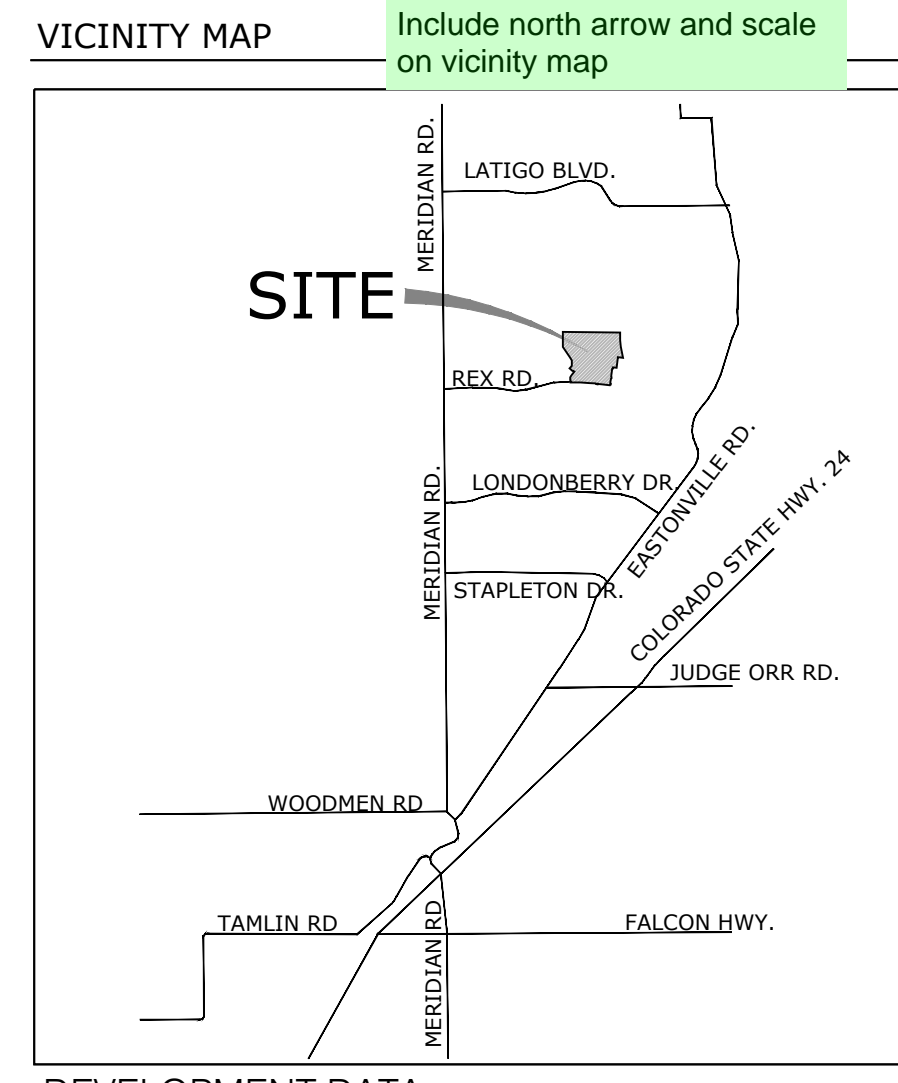 VICINITY MAP
Include north arrow and scale
on vicinity map
MERIDIAN RD.
LATIGO BLVD.
SITE
REX RD.
LONDONBERRY DR.
EASTONVILLE RD.
COLORADO STATE HWY. 24
MERIDIAN RD.
STAPLETON DR.
JUDGE ORR RD.
WOODMEN RD
TAMLIN RD
FALCON HWY.
MERIDIAN RD
DEVELOPMENT DATA